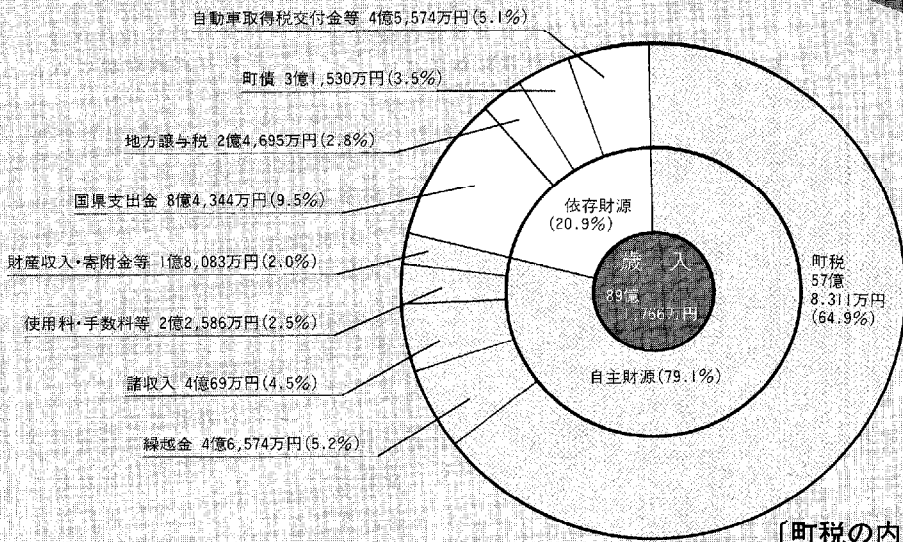 自動車取得税交付金等 4億5,574万円(5.1%)
町債 3億1,530万円(3.5%)
地方譲与税 2億4,695万円(2.8%)
国県支出金 8億4,344万円(9.5%)
財産収入・寄附金等 1億8,083万円(2.0%)
使用料・手数料等 2億2,586万円(2.5%)
諸収入 4億69万円(4.5%)
繰越金 4億6,574万円(5.2%)
依存財源
(20.9%)
歳入
89億
766万円
自主財源(79.1%)
町税
57億
8.311万円
(64.9%)
〔町税の内